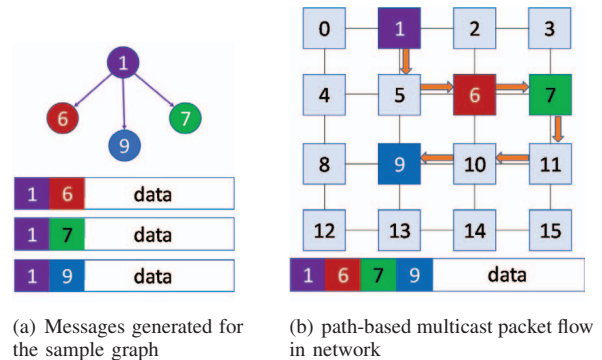 1
6
7
9
1 6 data
1 7 data
1 9 data
(a) Messages generated for
the sample graph
0 1 2 3
4 5 6 7
8 9 10 11
12 13 14 15
1 6 7 9 data
(b) path-based multicast packet flow
in network